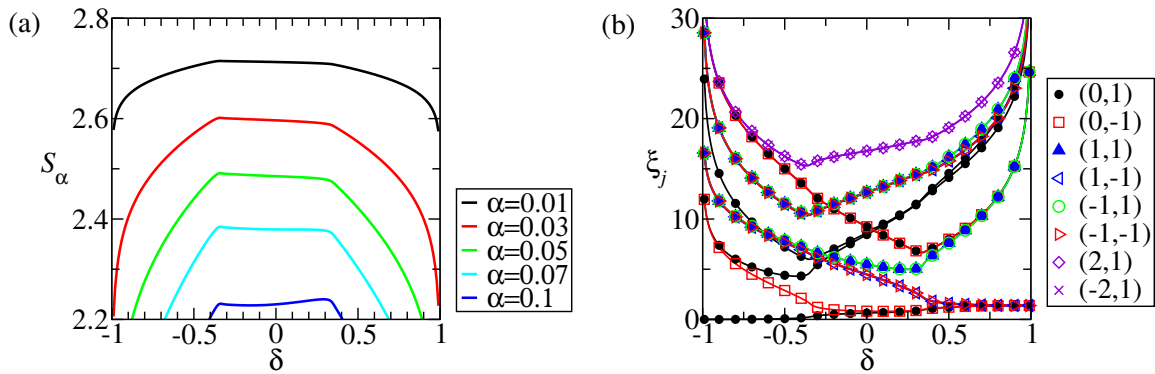 (a)
2.8
2.6
S_α
2.4
2.2
-1 -0.5 0 0.5 1
δ
α=0.01
α=0.03
α=0.05
α=0.07
α=0.1
(b)
30
20
ξ_j
10
0
-1 -0.5 0 0.5 1
δ
(0,1)
(0,-1)
(1,1)
(1,-1)
(-1,1)
(-1,-1)
(2,1)
(-2,1)